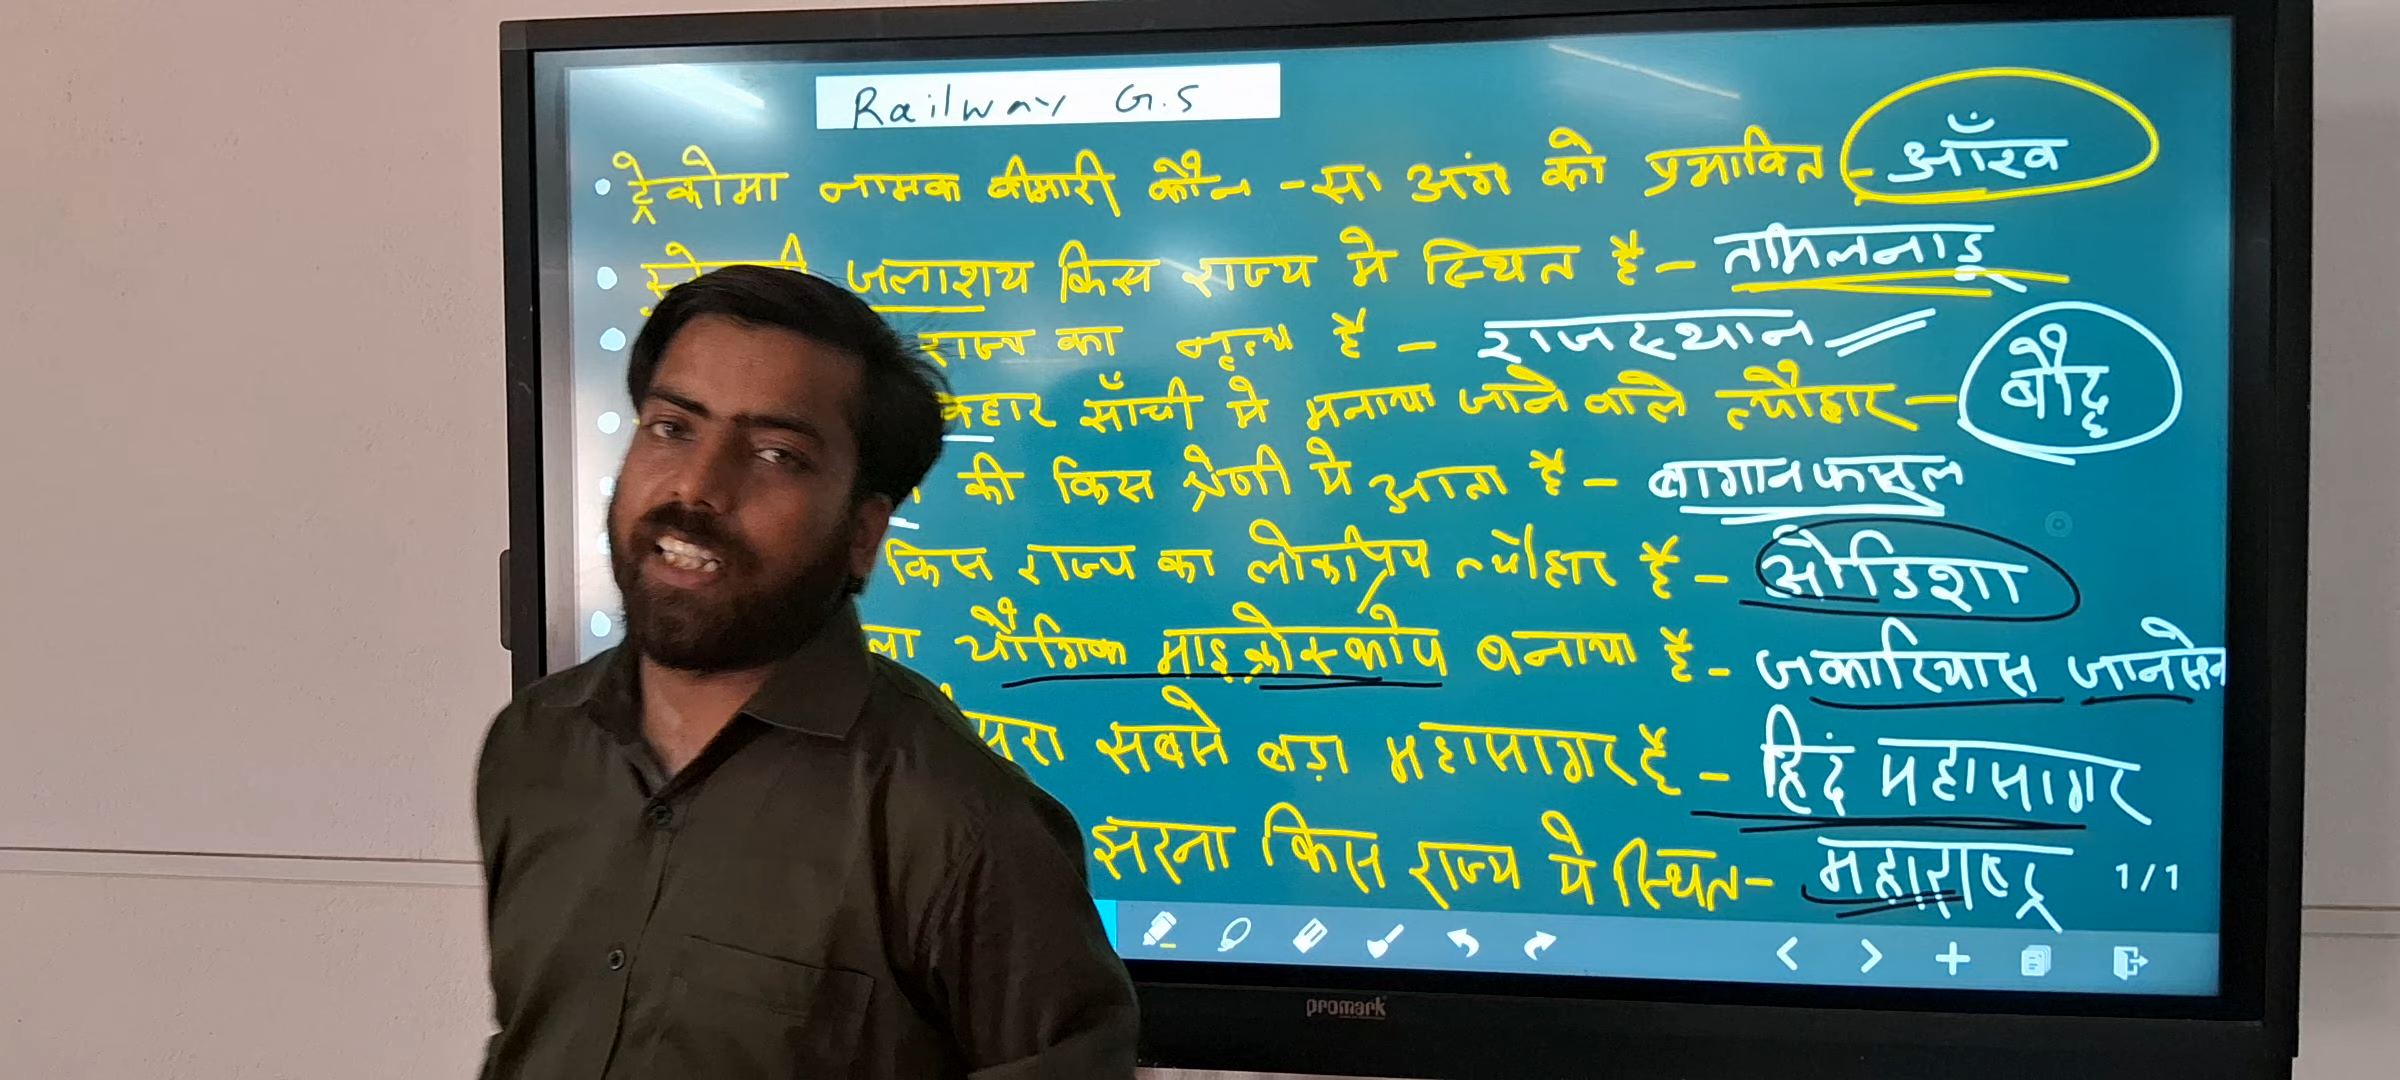 Railway G.S
• ट्रेकोमा नामक बीमारी कौन -सा अंग को प्रभावित - आँख
• जलाशय किस राज्य मे स्थित है - तमिलनाडू
• राज्य का नृत्य है - राजस्थान
• साँची मे मनाया जाने वाले त्यौहार - बौद्ध
की किस श्रेणी मे आता है - बागान फसल
किस राज्य का लोकप्रिय त्यौहार है - ओडिशा
• यौगिक माइक्रोस्कोप बनाया है - जकारियास जानसेन
सबसे बड़ा महासागर है - हिंद महासागर
झरना किस राज्य मे स्थित - महाराष्ट्र
1/1
promark